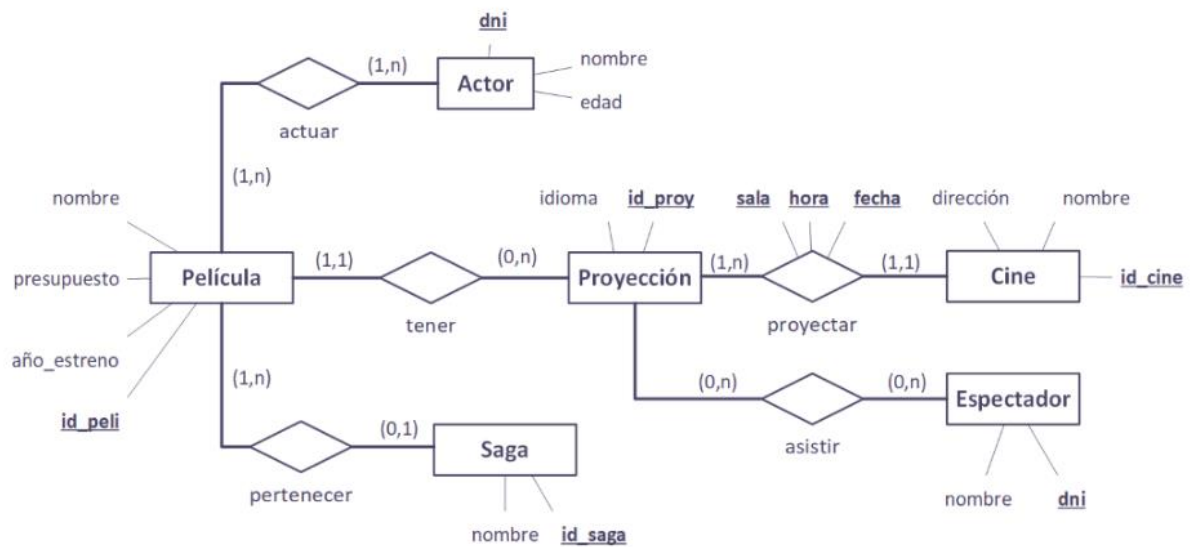 dni
(1,n)
Actor
nombre
edad
actuar
(1,n)
nombre
idioma
id_proy
sala
hora
fecha
dirección
nombre
presupuesto
Película
(1,1)
(0,n)
Proyección
(1,n)
(1,1)
Cine
id_cine
tener
proyectar
año_estreno
(1,n)
id_peli
(0,1)
Saga
(0,n)
(0,n)
Espectador
asistir
pertenecer
nombre
id_saga
nombre
dni